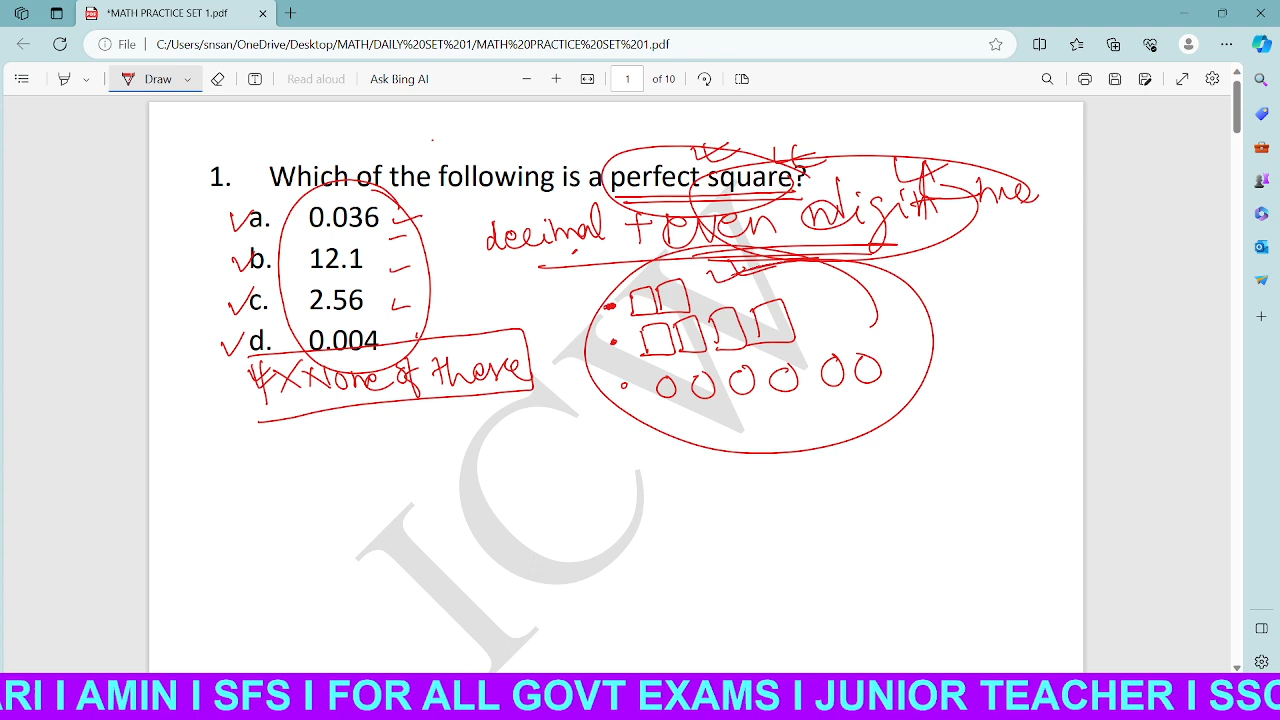 *MATH PRACTICE SET 1.pdf
File | C:/Users/snsan/OneDrive/Desktop/MATH/DAILY%20SET%201/MATH%20PRACTICE%20SET%201.pdf
Draw Read aloud Ask Bing AI 1 of 10
1. Which of the following is a perfect square?
a. 0.036
decimal + even digit
b. 12.1
c. 2.56
d. 0.004
None of these
ICW
ARI I AMIN I SFS I FOR ALL GOVT EXAMS I JUNIOR TEACHER I SSC